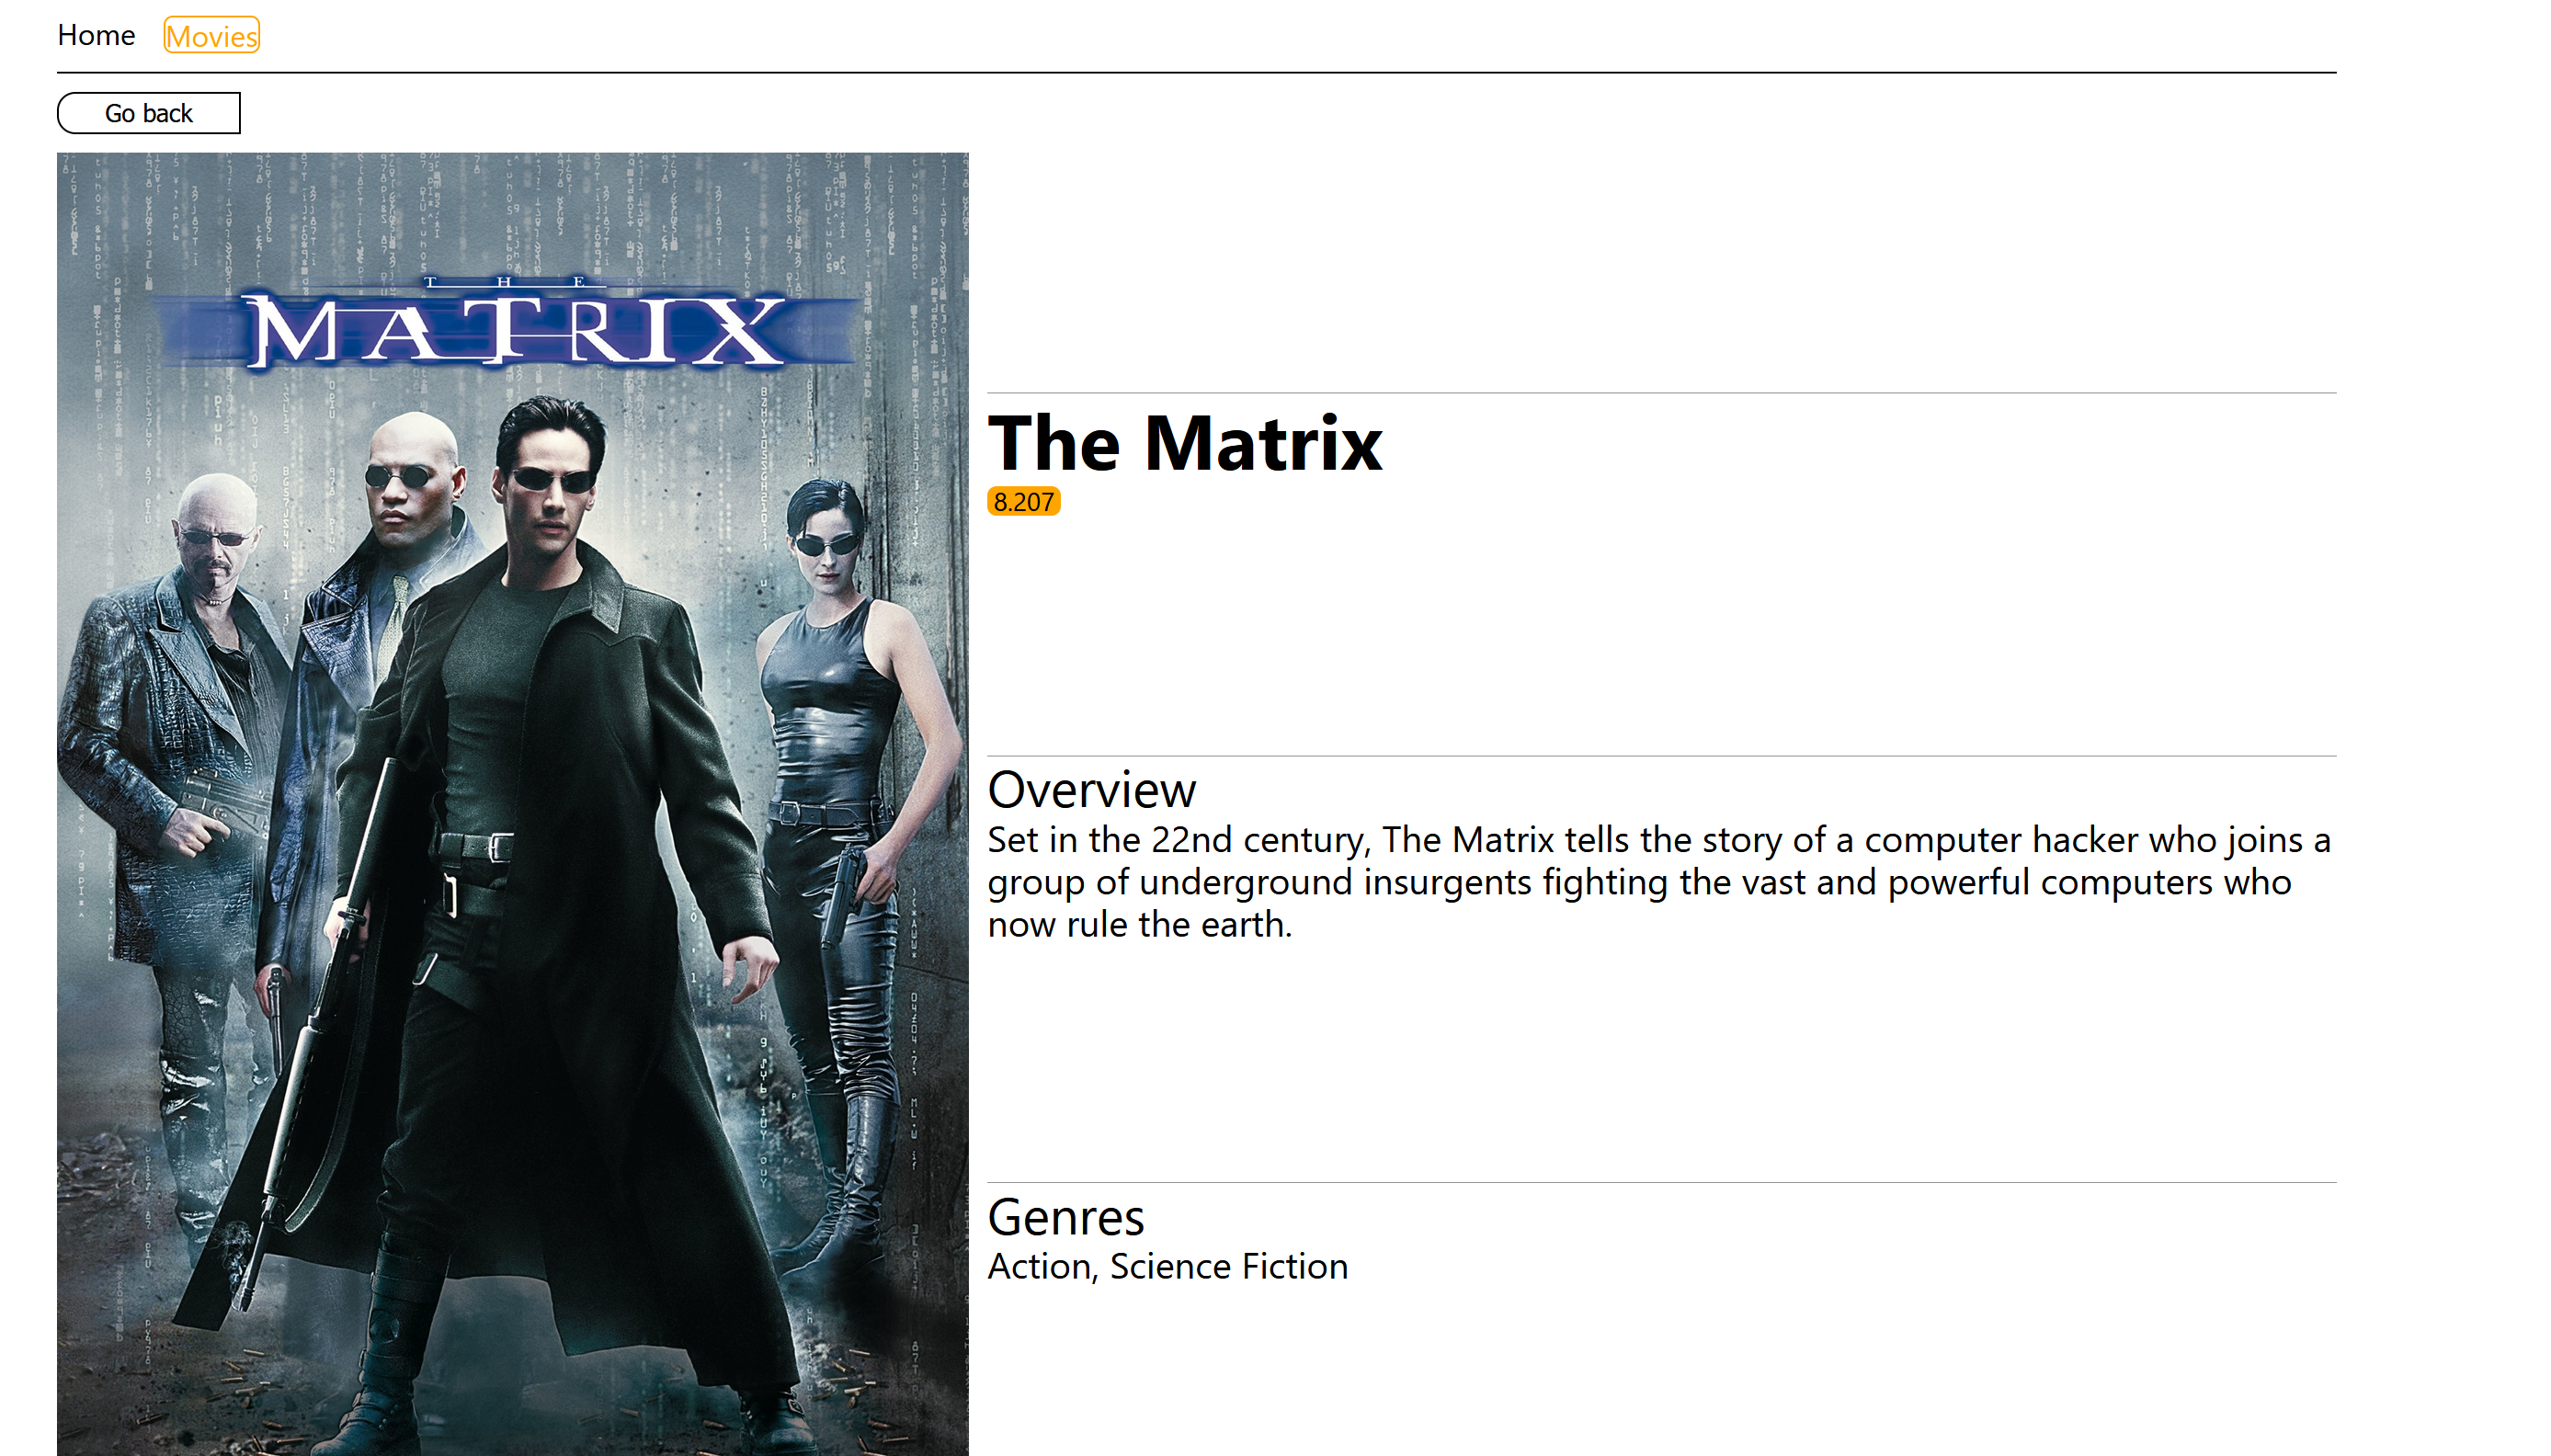 Home Movies
Go back
THE
MATRIX
The Matrix
8.207
Overview
Set in the 22nd century, The Matrix tells the story of a computer hacker who joins a
group of underground insurgents fighting the vast and powerful computers who
now rule the earth.
Genres
Action, Science Fiction